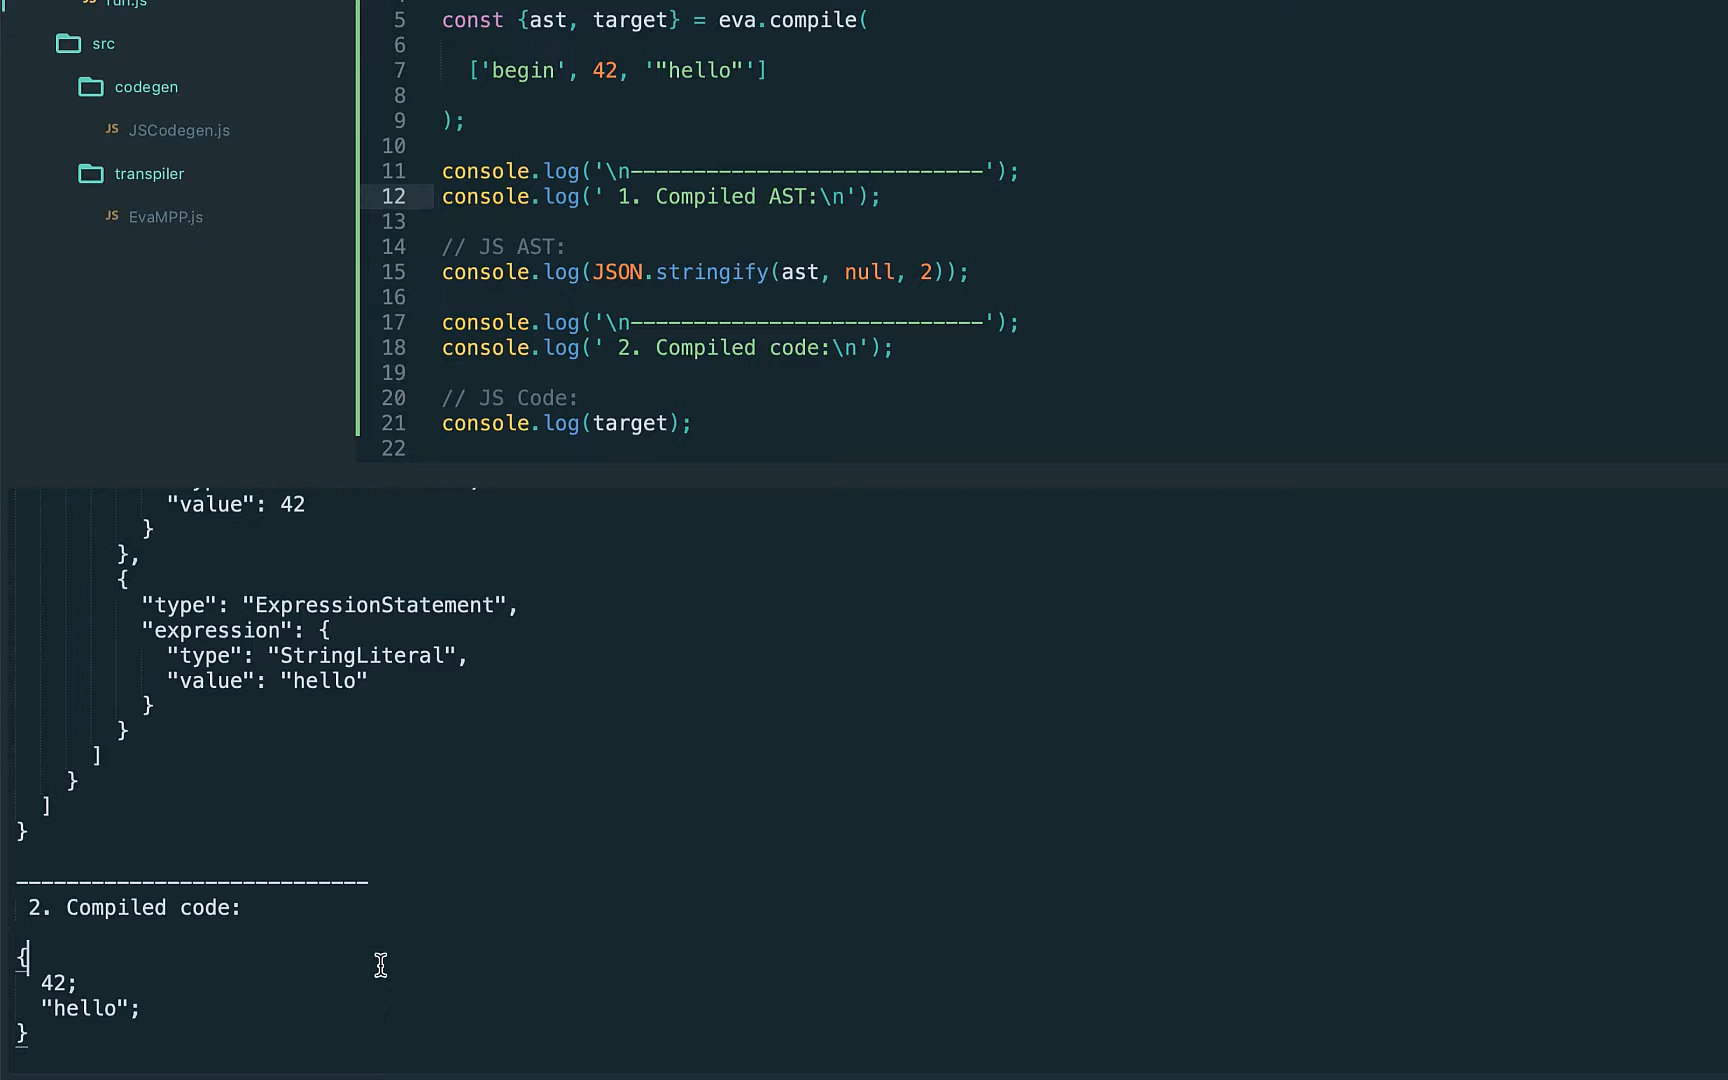 run.js
src
codegen
JS JSCodegen.js
transpiler
JS EvaMPP.js
5 const {ast, target} = eva.compile(
6
7 ['begin', 42, '"hello"']
8
9 );
10
11 console.log('\n----------------------------');
12 console.log(' 1. Compiled AST:\n');
13
14 // JS AST:
15 console.log(JSON.stringify(ast, null, 2));
16
17 console.log('\n----------------------------');
18 console.log(' 2. Compiled code:\n');
19
20 // JS Code:
21 console.log(target);
22
"value": 42
}
},
{
"type": "ExpressionStatement",
"expression": {
"type": "StringLiteral",
"value": "hello"
}
}
]
}
]
}
----------------------------
2. Compiled code:
{
42;
"hello";
}